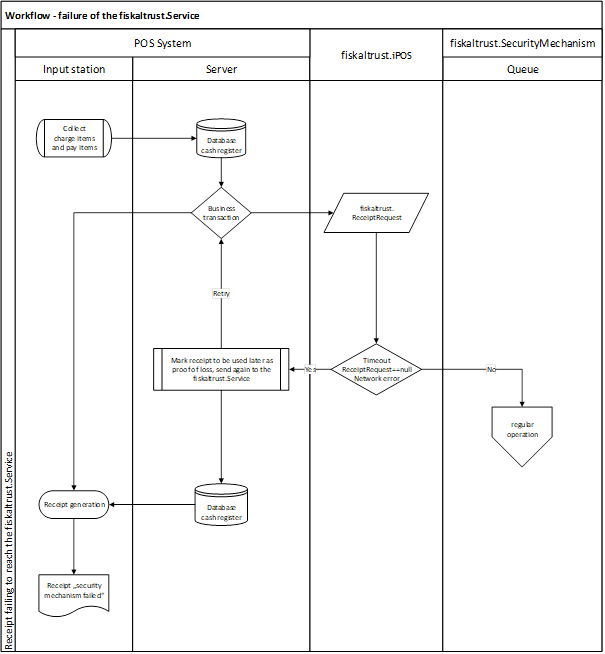 Workflow - failure of the fiskaltrust.Service
POS System
fiskaltrust.iPOS
fiskaltrust.SecurityMechanism
Input station
Server
Queue
Collect
charge items
and pay items
Database
cash register
Business
transaction
fiskaltrust.
ReceiptRequest
Retry
Mark receipt to be used later as
proof of loss, send again to the
fiskaltrust.Service
Yes
Timeout
ReceiptRequest==null
Network error
No
regular
operation
Receipt generation
Database
cash register
Receipt „security
mechanism failed“
Receipt failing to reach the fiskaltrust.Service